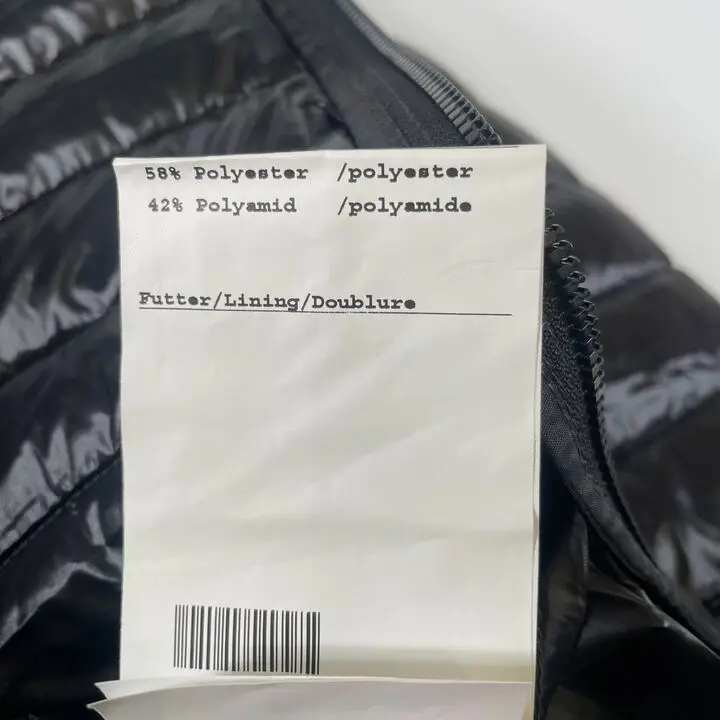 58% Polyester /polyester
42% Polyamid /polyamide
Futter/Lining/Doublure